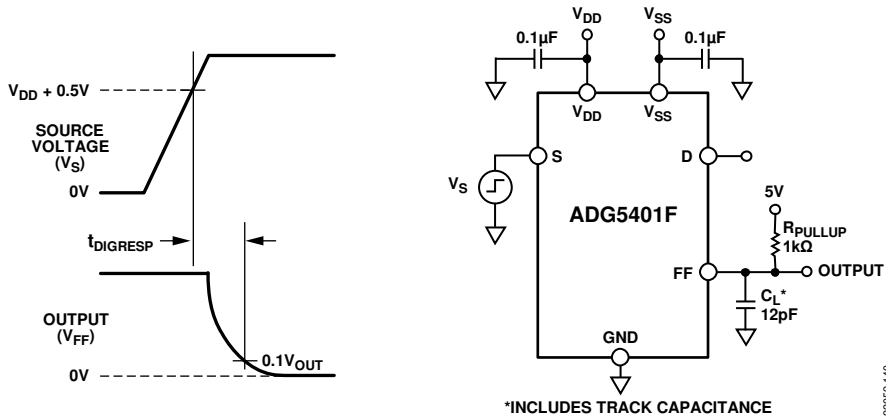 V_DD + 0.5V
SOURCE
VOLTAGE
(V_S)
0V
t_DIGRESP
OUTPUT
(V_FF)
0.1V_OUT
0V
V_DD
V_SS
0.1µF
0.1µF
V_DD
V_SS
S
D
V_S
ADG5401F
5V
R_PULLUP
1kΩ
FF
OUTPUT
C_L*
12pF
GND
*INCLUDES TRACK CAPACITANCE